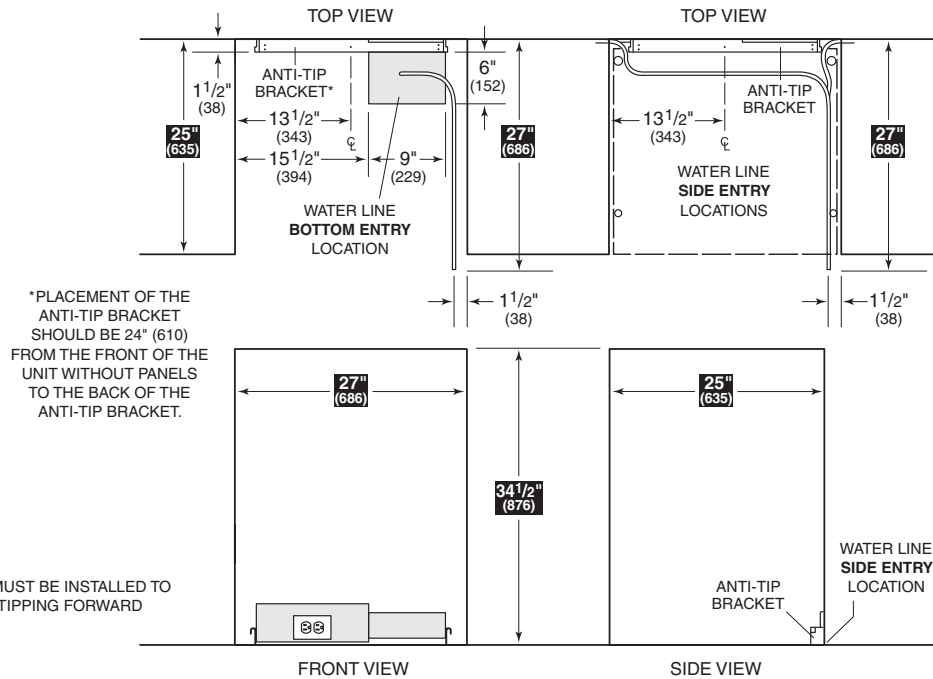 TOP VIEW
TOP VIEW
ANTI-TIP
BRACKET*
1 1/2"
(38)
6"
(152)
25"
(635)
13 1/2"
(343)
℄
15 1/2"
(394)
9"
(229)
27"
(686)
WATER LINE
BOTTOM ENTRY
LOCATION
1 1/2"
(38)
ANTI-TIP
BRACKET
13 1/2"
(343)
℄
27"
(686)
WATER LINE
SIDE ENTRY
LOCATIONS
1 1/2"
(38)
*PLACEMENT OF THE
ANTI-TIP BRACKET
SHOULD BE 24" (610)
FROM THE FRONT OF THE
UNIT WITHOUT PANELS
TO THE BACK OF THE
ANTI-TIP BRACKET.
27"
(686)
25"
(635)
34 1/2"
(876)
MUST BE INSTALLED TO
TIPPING FORWARD
ANTI-TIP
BRACKET
WATER LINE
SIDE ENTRY
LOCATION
FRONT VIEW
SIDE VIEW